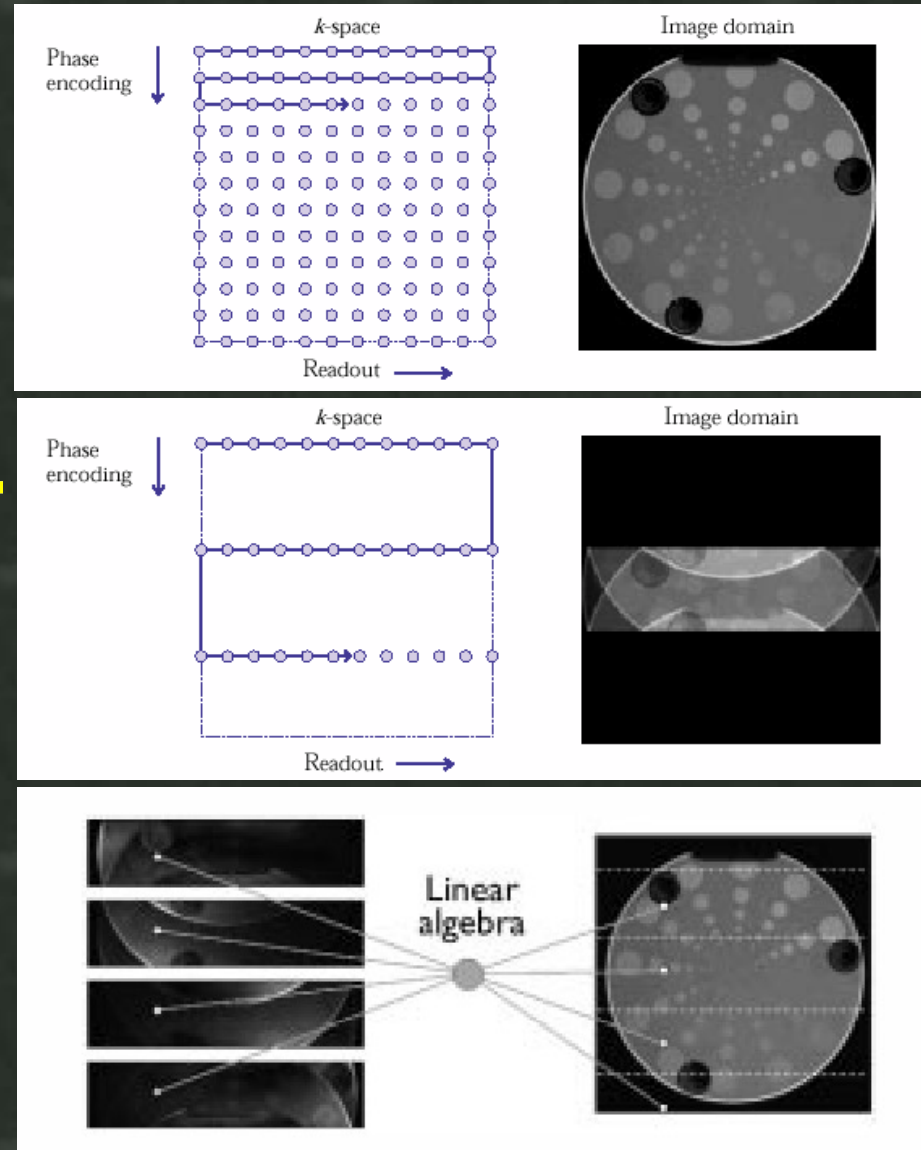 k-space
Image domain
Phase
encoding
Readout
k-space
Image domain
Phase
encoding
Readout
Linear
algebra